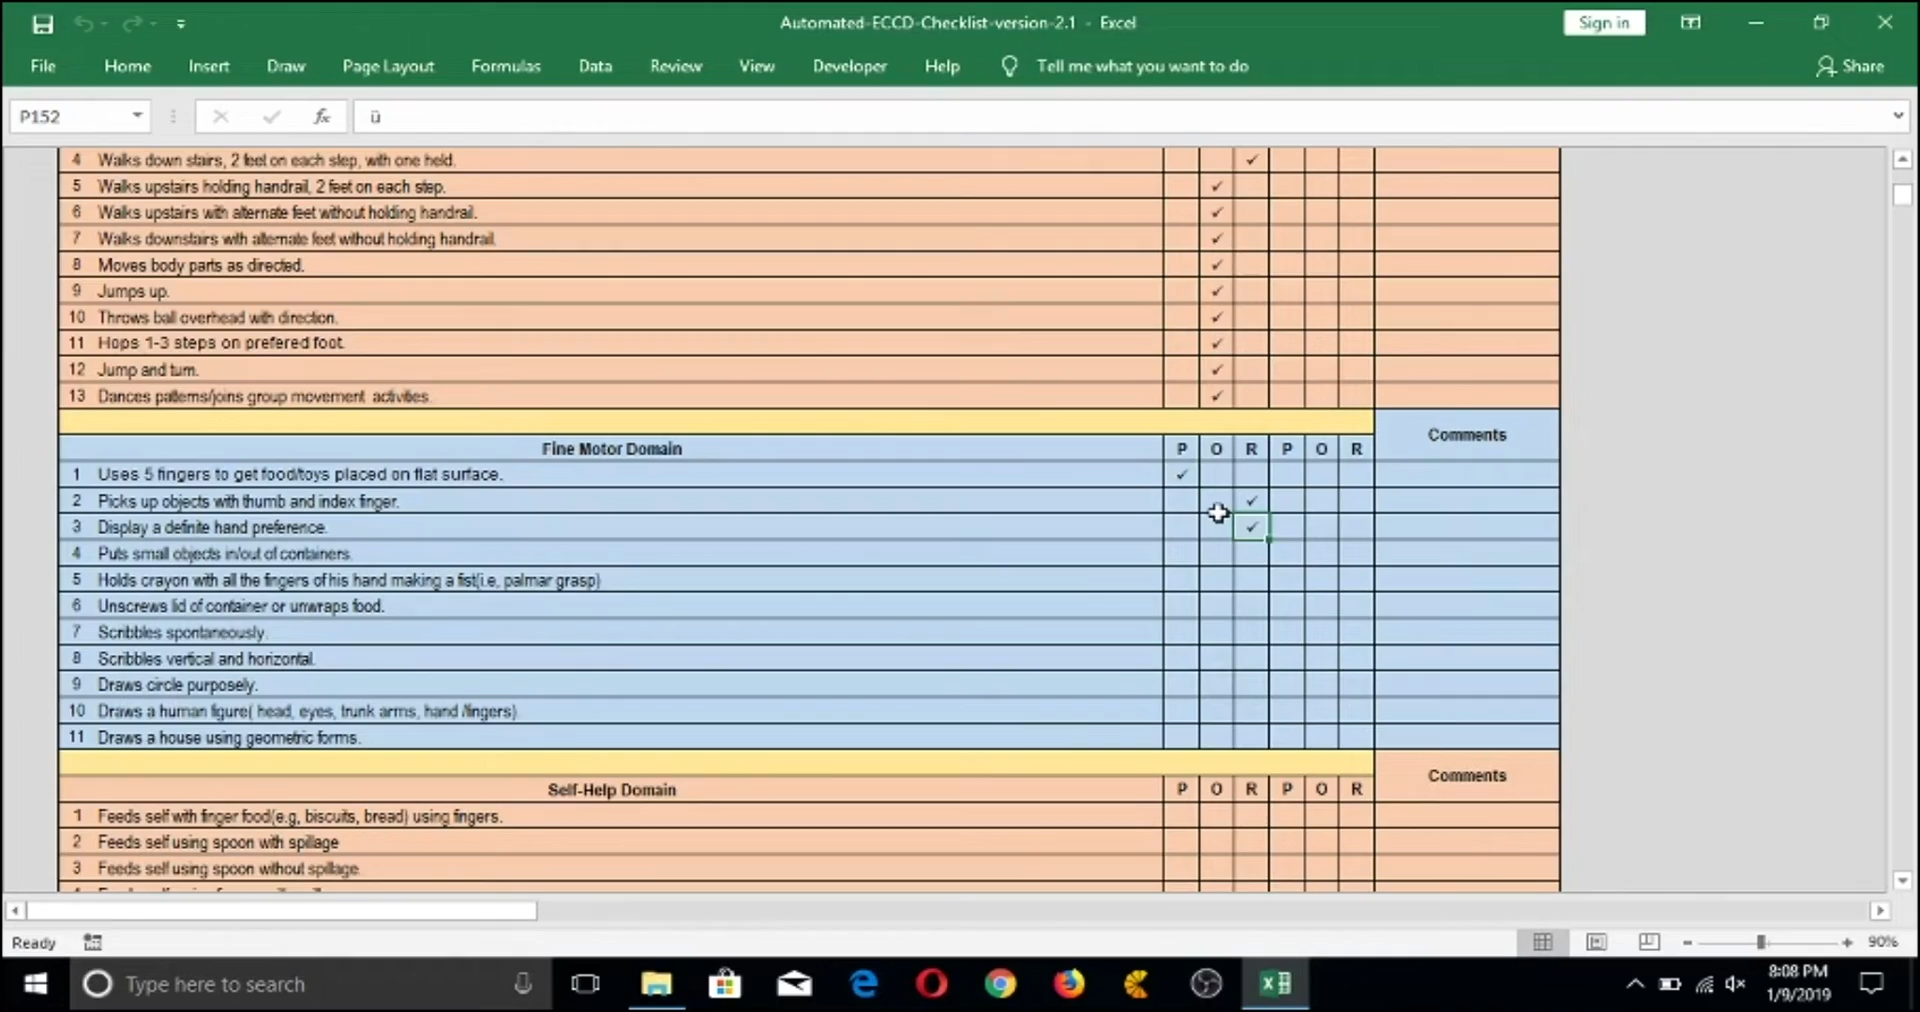 Automated-ECCD-Checklist-version-2.1 - Excel
Sign in
File Home Insert Draw Page Layout Formulas Data Review View Developer Help Tell me what you want to do Share
P152 fx ü
4 Walks down stairs, 2 feet on each step, with one held. ✓
5 Walks upstairs holding handrail, 2 feet on each step. ✓
6 Walks upstairs with alternate feet without holding handrail. ✓
7 Walks downstairs with alternate feet without holding handrail. ✓
8 Moves body parts as directed. ✓
9 Jumps up. ✓
10 Throws ball overhead with direction. ✓
11 Hops 1-3 steps on prefered foot. ✓
12 Jump and turn. ✓
13 Dances patterns/joins group movement activities. ✓
Comments
Fine Motor Domain P O R P O R
1 Uses 5 fingers to get food/toys placed on flat surface. ✓
2 Picks up objects with thumb and index finger. ✓
3 Display a definite hand preference. ✓
4 Puts small objects in/out of containers.
5 Holds crayon with all the fingers of his hand making a fist(i.e, palmar grasp)
6 Unscrews lid of container or unwraps food.
7 Scribbles spontaneously.
8 Scribbles vertical and horizontal.
9 Draws circle purposely.
10 Draws a human figure( head, eyes, trunk arms, hand /fingers)
11 Draws a house using geometric forms.
Comments
Self-Help Domain P O R P O R
1 Feeds self with finger food(e.g, biscuits, bread) using fingers.
2 Feeds self using spoon with spillage
3 Feeds self using spoon without spillage.
Ready 90%
Type here to search
8:08 PM
1/9/2019